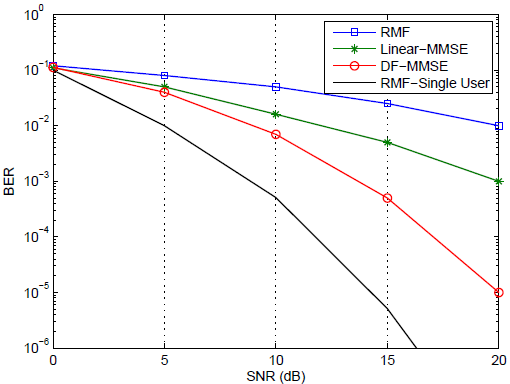 10^0
10^−1
10^−2
10^−3
10^−4
10^−5
10^−6
BER
RMF
Linear−MMSE
DF−MMSE
RMF−Single User
0
5
10
15
20
SNR (dB)